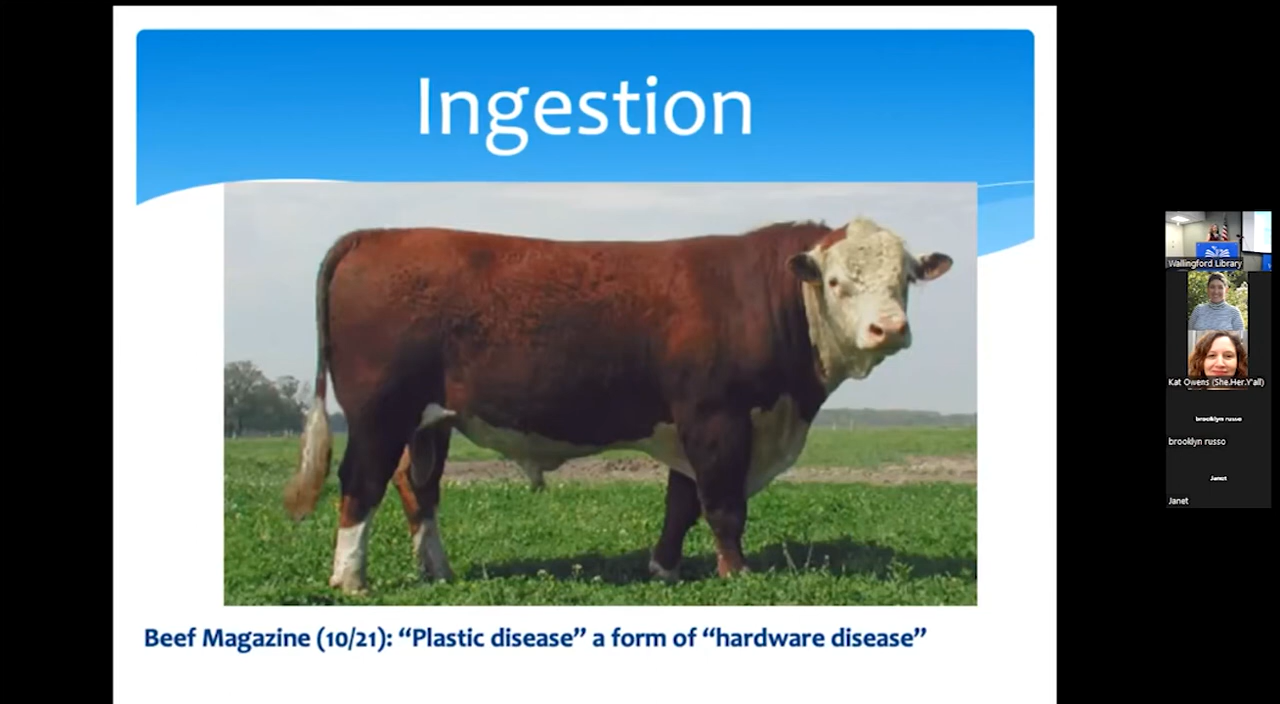 Ingestion
Beef Magazine (10/21): “Plastic disease” a form of “hardware disease”
Wallingford Library
Kat Owens (She.Her.Y'all)
brooklyn russo
brooklyn russo
Janet
Janet